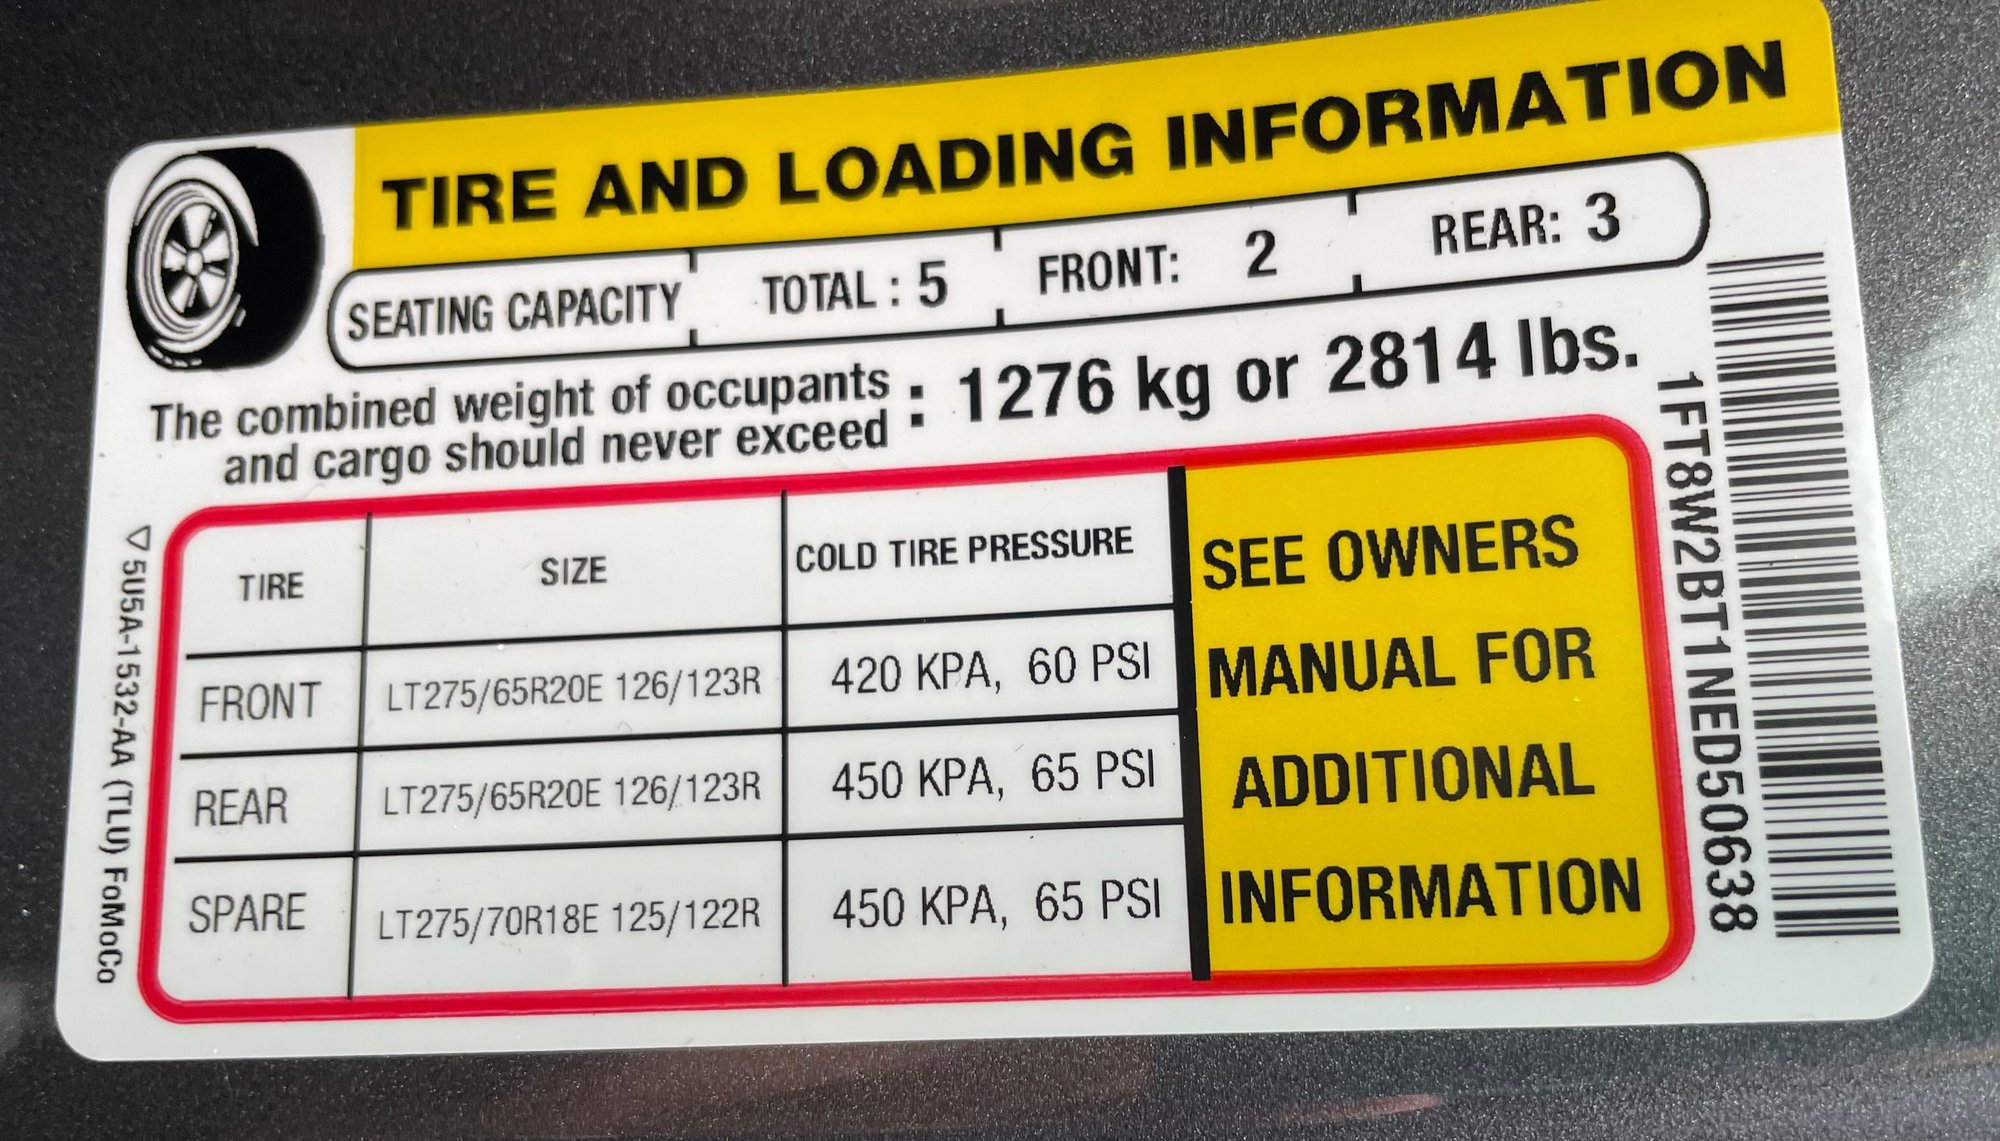 TIRE AND LOADING INFORMATION
SEATING CAPACITY TOTAL : 5 FRONT: 2 REAR: 3
The combined weight of occupants
and cargo should never exceed : 1276 kg or 2814 lbs.
TIRE SIZE COLD TIRE PRESSURE
FRONT LT275/65R20E 126/123R 420 KPA, 60 PSI
REAR LT275/65R20E 126/123R 450 KPA, 65 PSI
SPARE LT275/70R18E 125/122R 450 KPA, 65 PSI
SEE OWNERS
MANUAL FOR
ADDITIONAL
INFORMATION
1FT8W2BT1NED50638
5U5A-1532-AA (TLU) FoMoCo